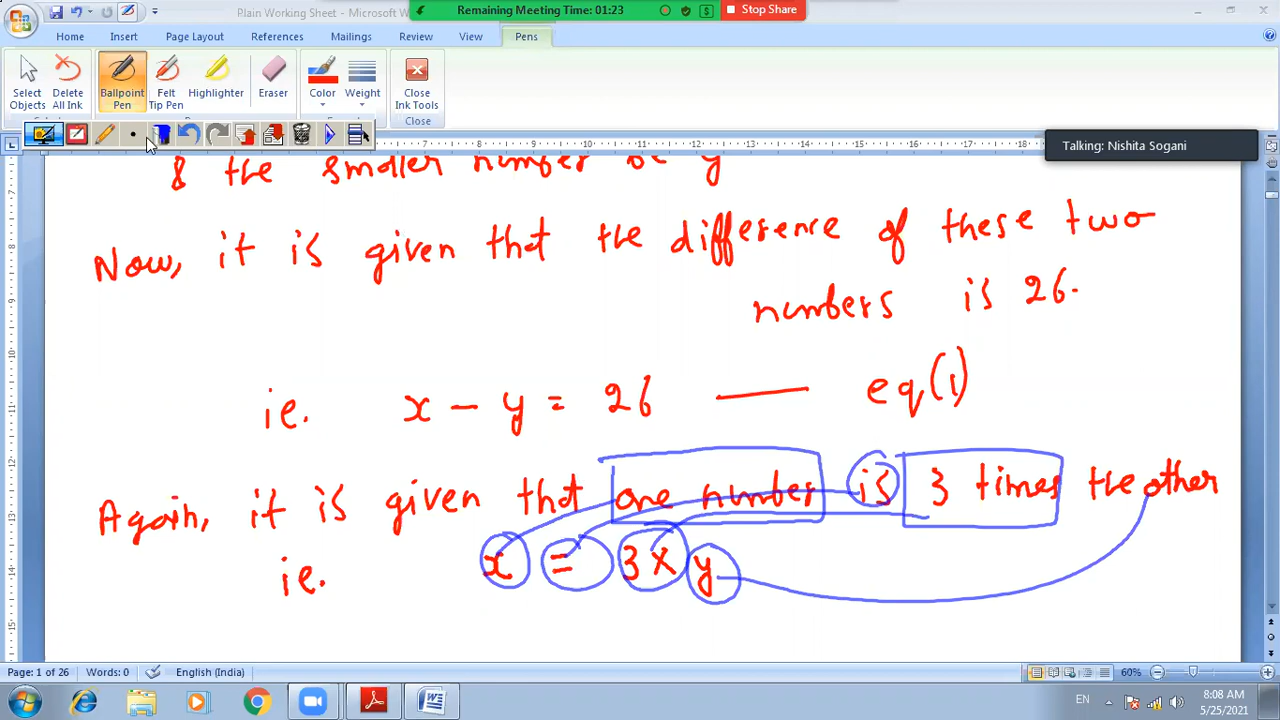 Plain Working Sheet - Microsoft W
Remaining Meeting Time: 01:23
Stop Share
Home Insert Page Layout References Mailings Review View Pens
Select Objects
Delete All Ink
Ballpoint Pen
Felt Tip Pen
Highlighter
Eraser
Color
Weight
Close Ink Tools
Close
Talking: Nishita Sogani
& the smaller number be y
Now, it is given that the difference of these two
numbers is 26.
ie. x - y = 26 —— eq(1)
Again, it is given that one number is 3 times the other
ie. x = 3 x y
Page: 1 of 26 Words: 0 English (India) 60%
EN 8:08 AM
5/25/2021